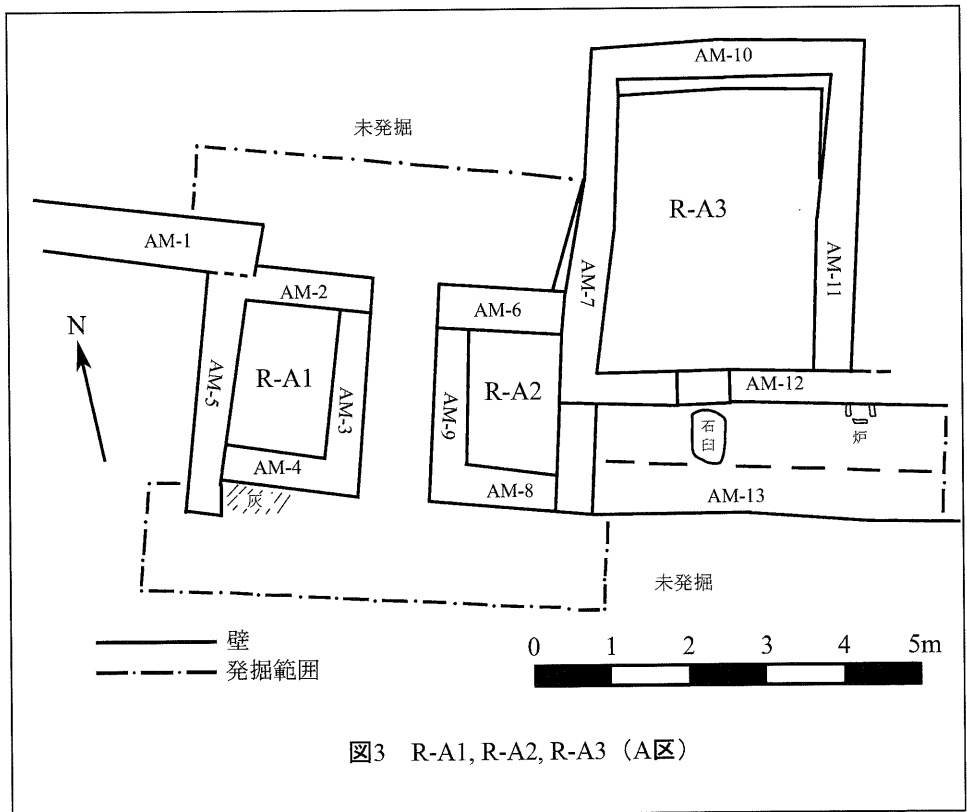 AM-10
未発掘
R-A3
AM-1
AM-2
AM-7
AM-11
AM-6
N
R-A1
R-A2
AM-5
AM-3
AM-9
AM-12
石臼
炉
AM-4
灰
AM-8
AM-13
未発掘
壁
発掘範囲
0 1 2 3 4 5m
図3 R-A1, R-A2, R-A3（A区）